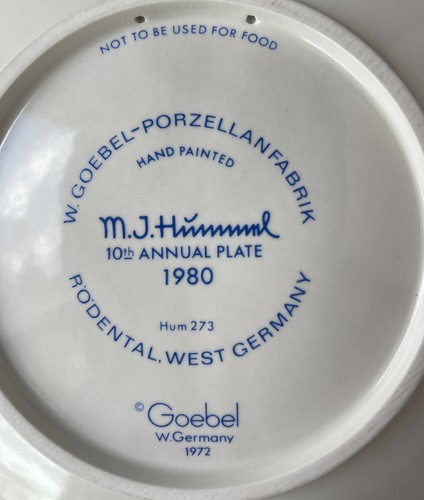 NOT TO BE USED FOR FOOD
W. GOEBEL-PORZELLANFABRIK
HAND PAINTED
M.J.Hummel
10th ANNUAL PLATE
1980
Hum 273
RÖDENTAL, WEST GERMANY
© Goebel
W.Germany
1972